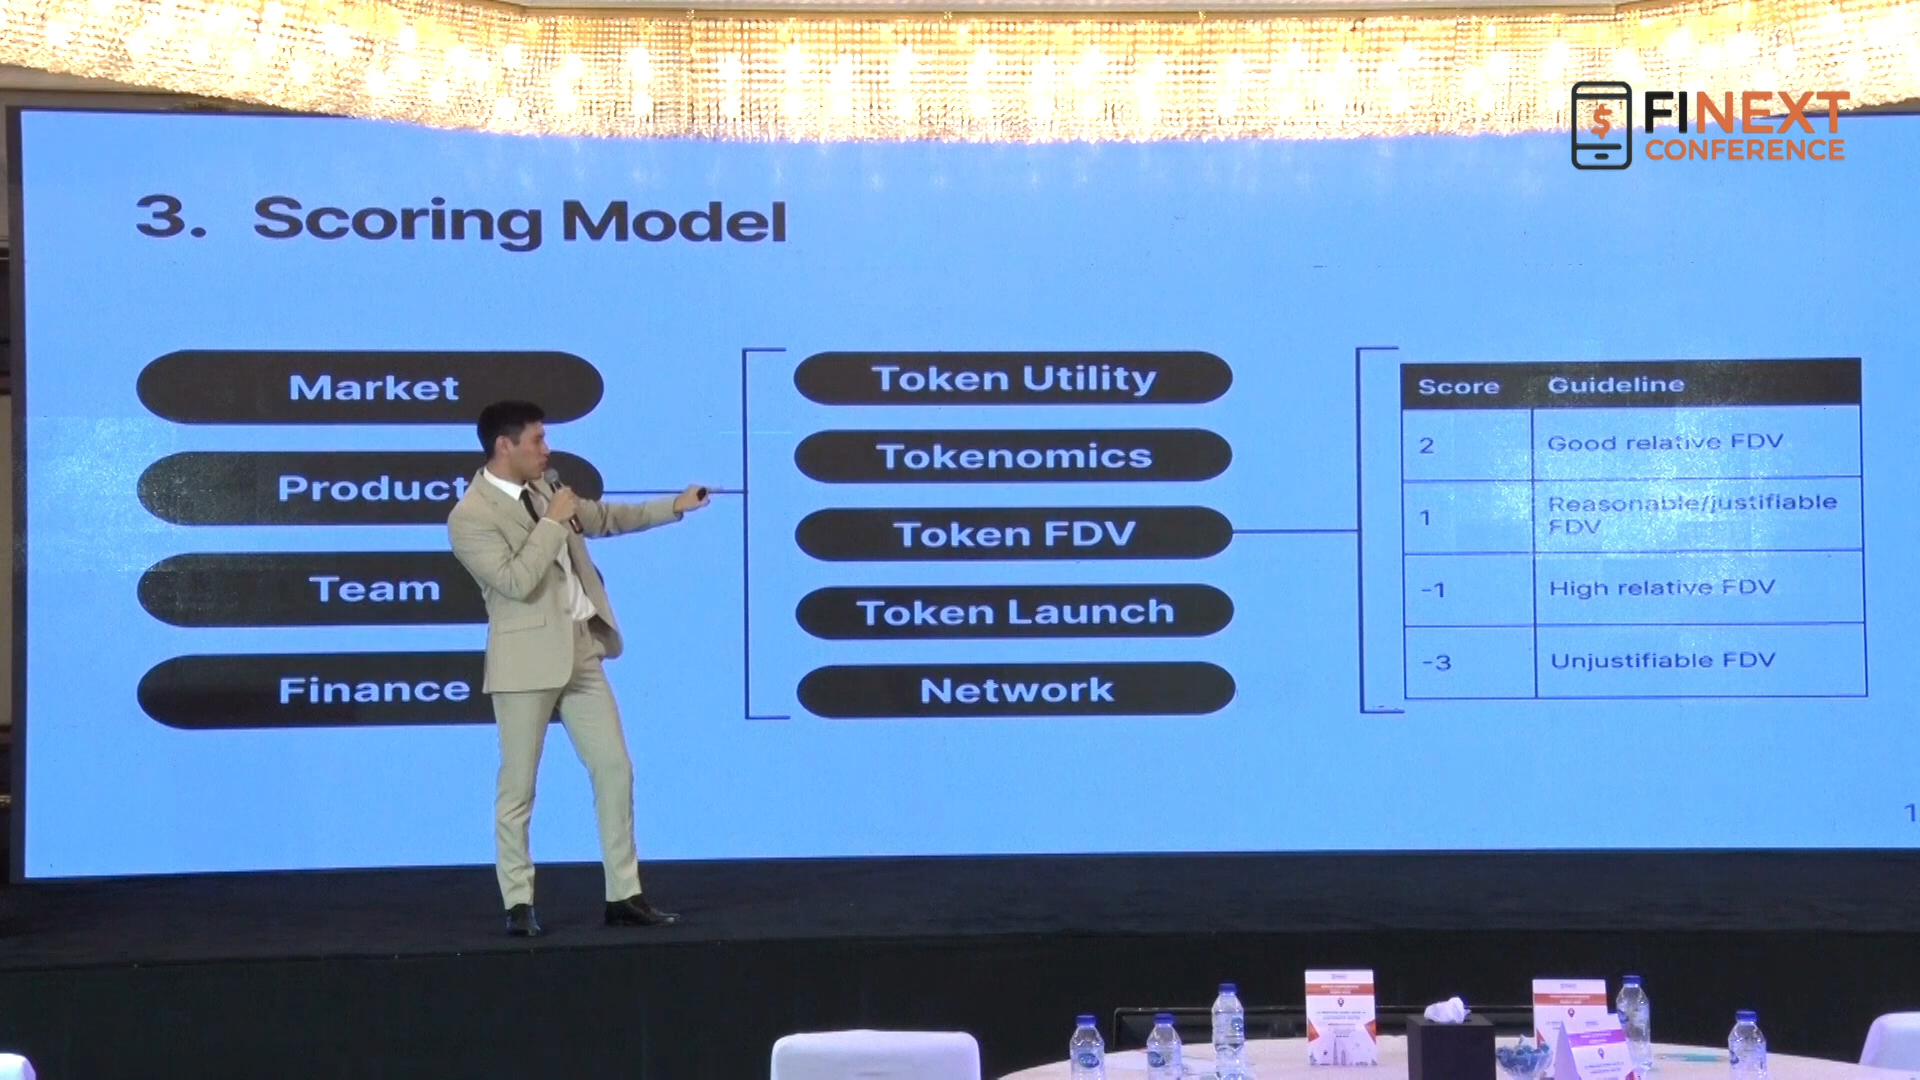 FINEXT
CONFERENCE
3. Scoring Model
Market
Product
Team
Finance
Token Utility
Tokenomics
Token FDV
Token Launch
Network
Score Guideline
2 Good relative FDV
1 Reasonable/justifiable
FDV
-1 High relative FDV
-3 Unjustifiable FDV
1